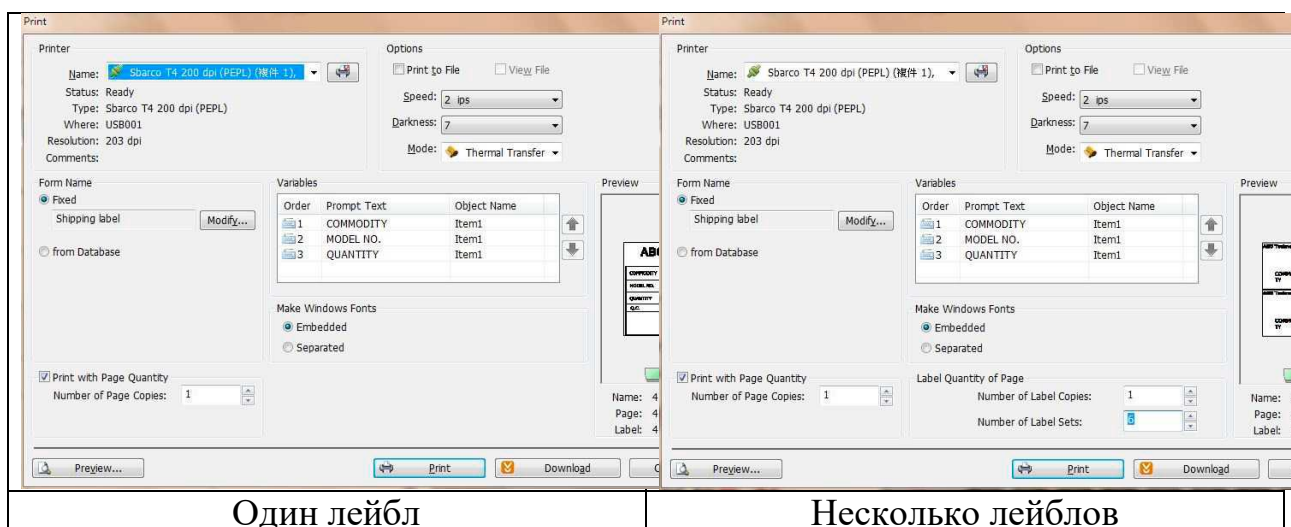 Print
Printer
Name: Sbarco T4 200 dpi (PEPL) (複件 1),
Status: Ready
Type: Sbarco T4 200 dpi (PEPL)
Where: USB001
Resolution: 203 dpi
Comments:
Options
Print to File View File
Speed: 2 ips
Darkness: 7
Mode: Thermal Transfer
Form Name
Fixed
Shipping label Modify...
from Database
Variables
Order Prompt Text Object Name
1 COMMODITY Item1
2 MODEL NO. Item1
3 QUANTITY Item1
Make Windows Fonts
Embedded
Separated
Preview
COMMODITY
MODEL NO.
QUANTITY
Q.C.
Print with Page Quantity
Number of Page Copies: 1
Name: 4
Page: 4
Label: 4
Preview... Print Download
Один лейбл
Print
Printer
Name: Sbarco T4 200 dpi (PEPL) (複件 1),
Status: Ready
Type: Sbarco T4 200 dpi (PEPL)
Where: USB001
Resolution: 203 dpi
Comments:
Options
Print to File View File
Speed: 2 ips
Darkness: 7
Mode: Thermal Transfer
Form Name
Fixed
Shipping label Modify...
from Database
Variables
Order Prompt Text Object Name
1 COMMODITY Item1
2 MODEL NO. Item1
3 QUANTITY Item1
Make Windows Fonts
Embedded
Separated
Preview
Print with Page Quantity
Number of Page Copies: 1
Label Quantity of Page
Number of Label Copies: 1
Number of Label Sets: 6
Name:
Page:
Label:
Preview... Print Download
Несколько лейблов